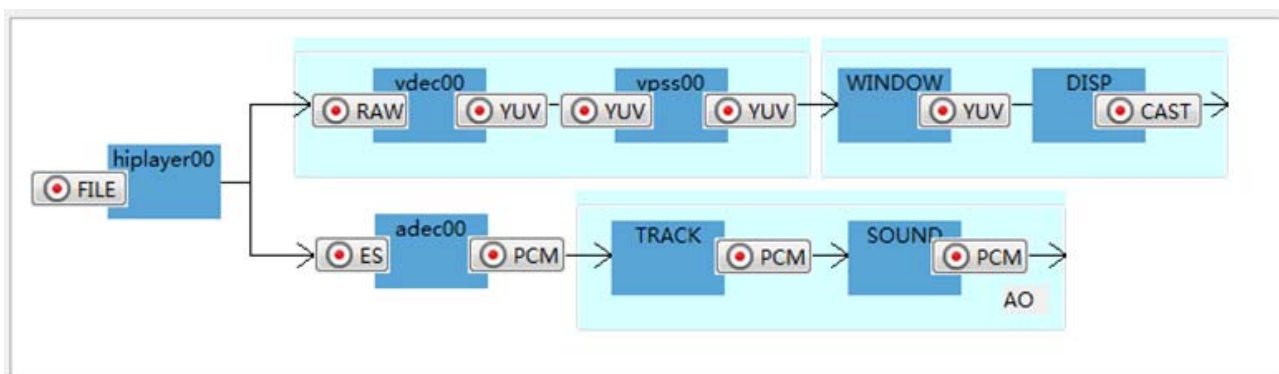 vdec00
vpss00
WINDOW
DISP
RAW
YUV
YUV
YUV
YUV
CAST
hiplayer00
FILE
adec00
TRACK
SOUND
ES
PCM
PCM
PCM
AO